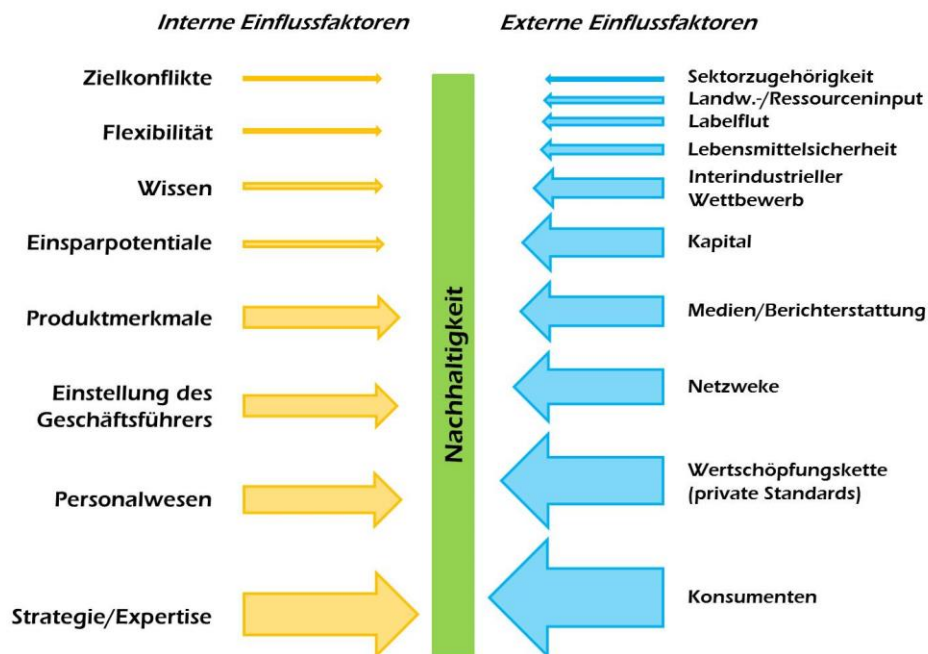 Interne Einflussfaktoren
Externe Einflussfaktoren
Zielkonflikte
Flexibilität
Wissen
Einsparpotentiale
Produktmerkmale
Einstellung des
Geschäftsführers
Personalwesen
Strategie/Expertise
Nachhaltigkeit
Sektorzugehörigkeit
Landw.-/Ressourceninput
Labelflut
Lebensmittelsicherheit
Interindustrieller
Wettbewerb
Kapital
Medien/Berichterstattung
Netzweke
Wertschöpfungskette
(private Standards)
Konsumenten